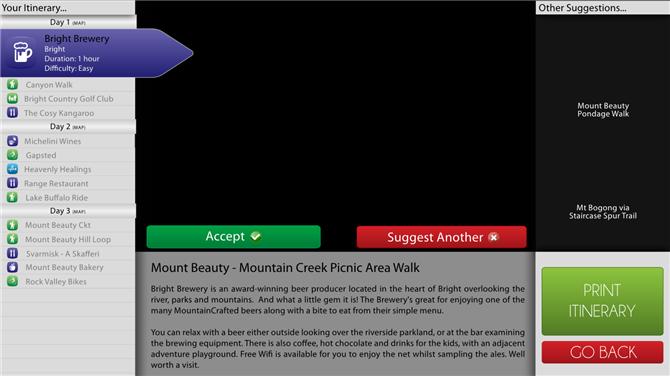 Your Itinerary...
Day 1 (MAP)
Bright Brewery
Bright
Duration: 1 hour
Difficulty: Easy
Canyon Walk
Bright Country Golf Club
The Cosy Kangaroo
Day 2 (MAP)
Michelini Wines
Gapsted
Heavenly Healings
Range Restaurant
Lake Buffalo Ride
Day 3 (MAP)
Mount Beauty Ckt
Mount Beauty Hill Loop
Svarmisk - A Skafferi
Mount Beauty Bakery
Rock Valley Bikes
Accept
Suggest Another
Mount Beauty - Mountain Creek Picnic Area Walk
Bright Brewery is an award-winning beer producer located in the heart of Bright overlooking the
river, parks and mountains. And what a little gem it is! The Brewery's great for enjoying one of the
many MountainCrafted beers along with a bite to eat from their simple menu.
You can relax with a beer either outside looking over the riverside parkland, or at the bar examining
the brewing equipment. There is also coffee, hot chocolate and drinks for the kids, with an adjacent
adventure playground. Free Wifi is available for you to enjoy the net whilst sampling the ales. Well
worth a visit.
Other Suggestions...
Mount Beauty
Pondage Walk
Mt Bogong via
Staircase Spur Trail
PRINT
ITINERARY
GO BACK